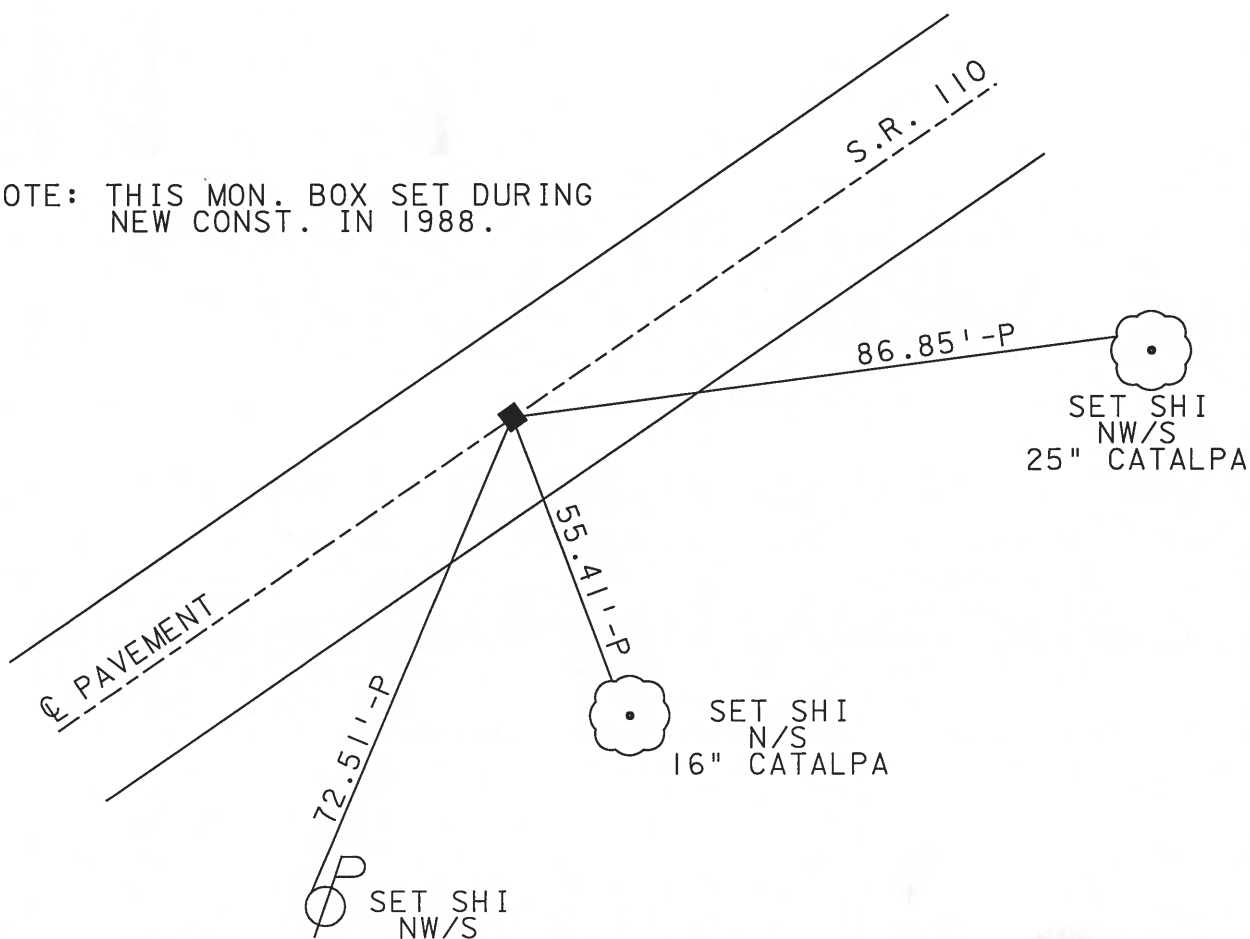 S.R. 110
OTE: THIS MON. BOX SET DURING
NEW CONST. IN 1988.
86.85'-P
SET SHI
NW/S
25" CATALPA
55.41'-P
℄ PAVEMENT
72.51'-P
SET SHI
N/S
16" CATALPA
P
SET SHI
NW/S